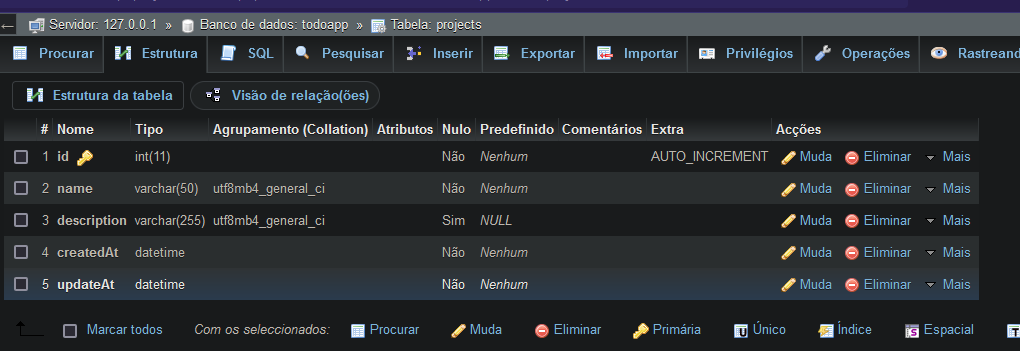 ← Servidor: 127.0.0.1 » Banco de dados: todoapp » Tabela: projects
Procurar Estrutura SQL Pesquisar Inserir Exportar Importar Privilégios Operações Rastreand
Estrutura da tabela Visão de relação(ões)
# Nome Tipo Agrupamento (Collation) Atributos Nulo Predefinido Comentários Extra Acções
1 id int(11) Não Nenhum AUTO_INCREMENT Muda Eliminar Mais
2 name varchar(50) utf8mb4_general_ci Não Nenhum Muda Eliminar Mais
3 description varchar(255) utf8mb4_general_ci Sim NULL Muda Eliminar Mais
4 createdAt datetime Não Nenhum Muda Eliminar Mais
5 updateAt datetime Não Nenhum Muda Eliminar Mais
Marcar todos Com os seleccionados: Procurar Muda Eliminar Primária Único Índice Espacial